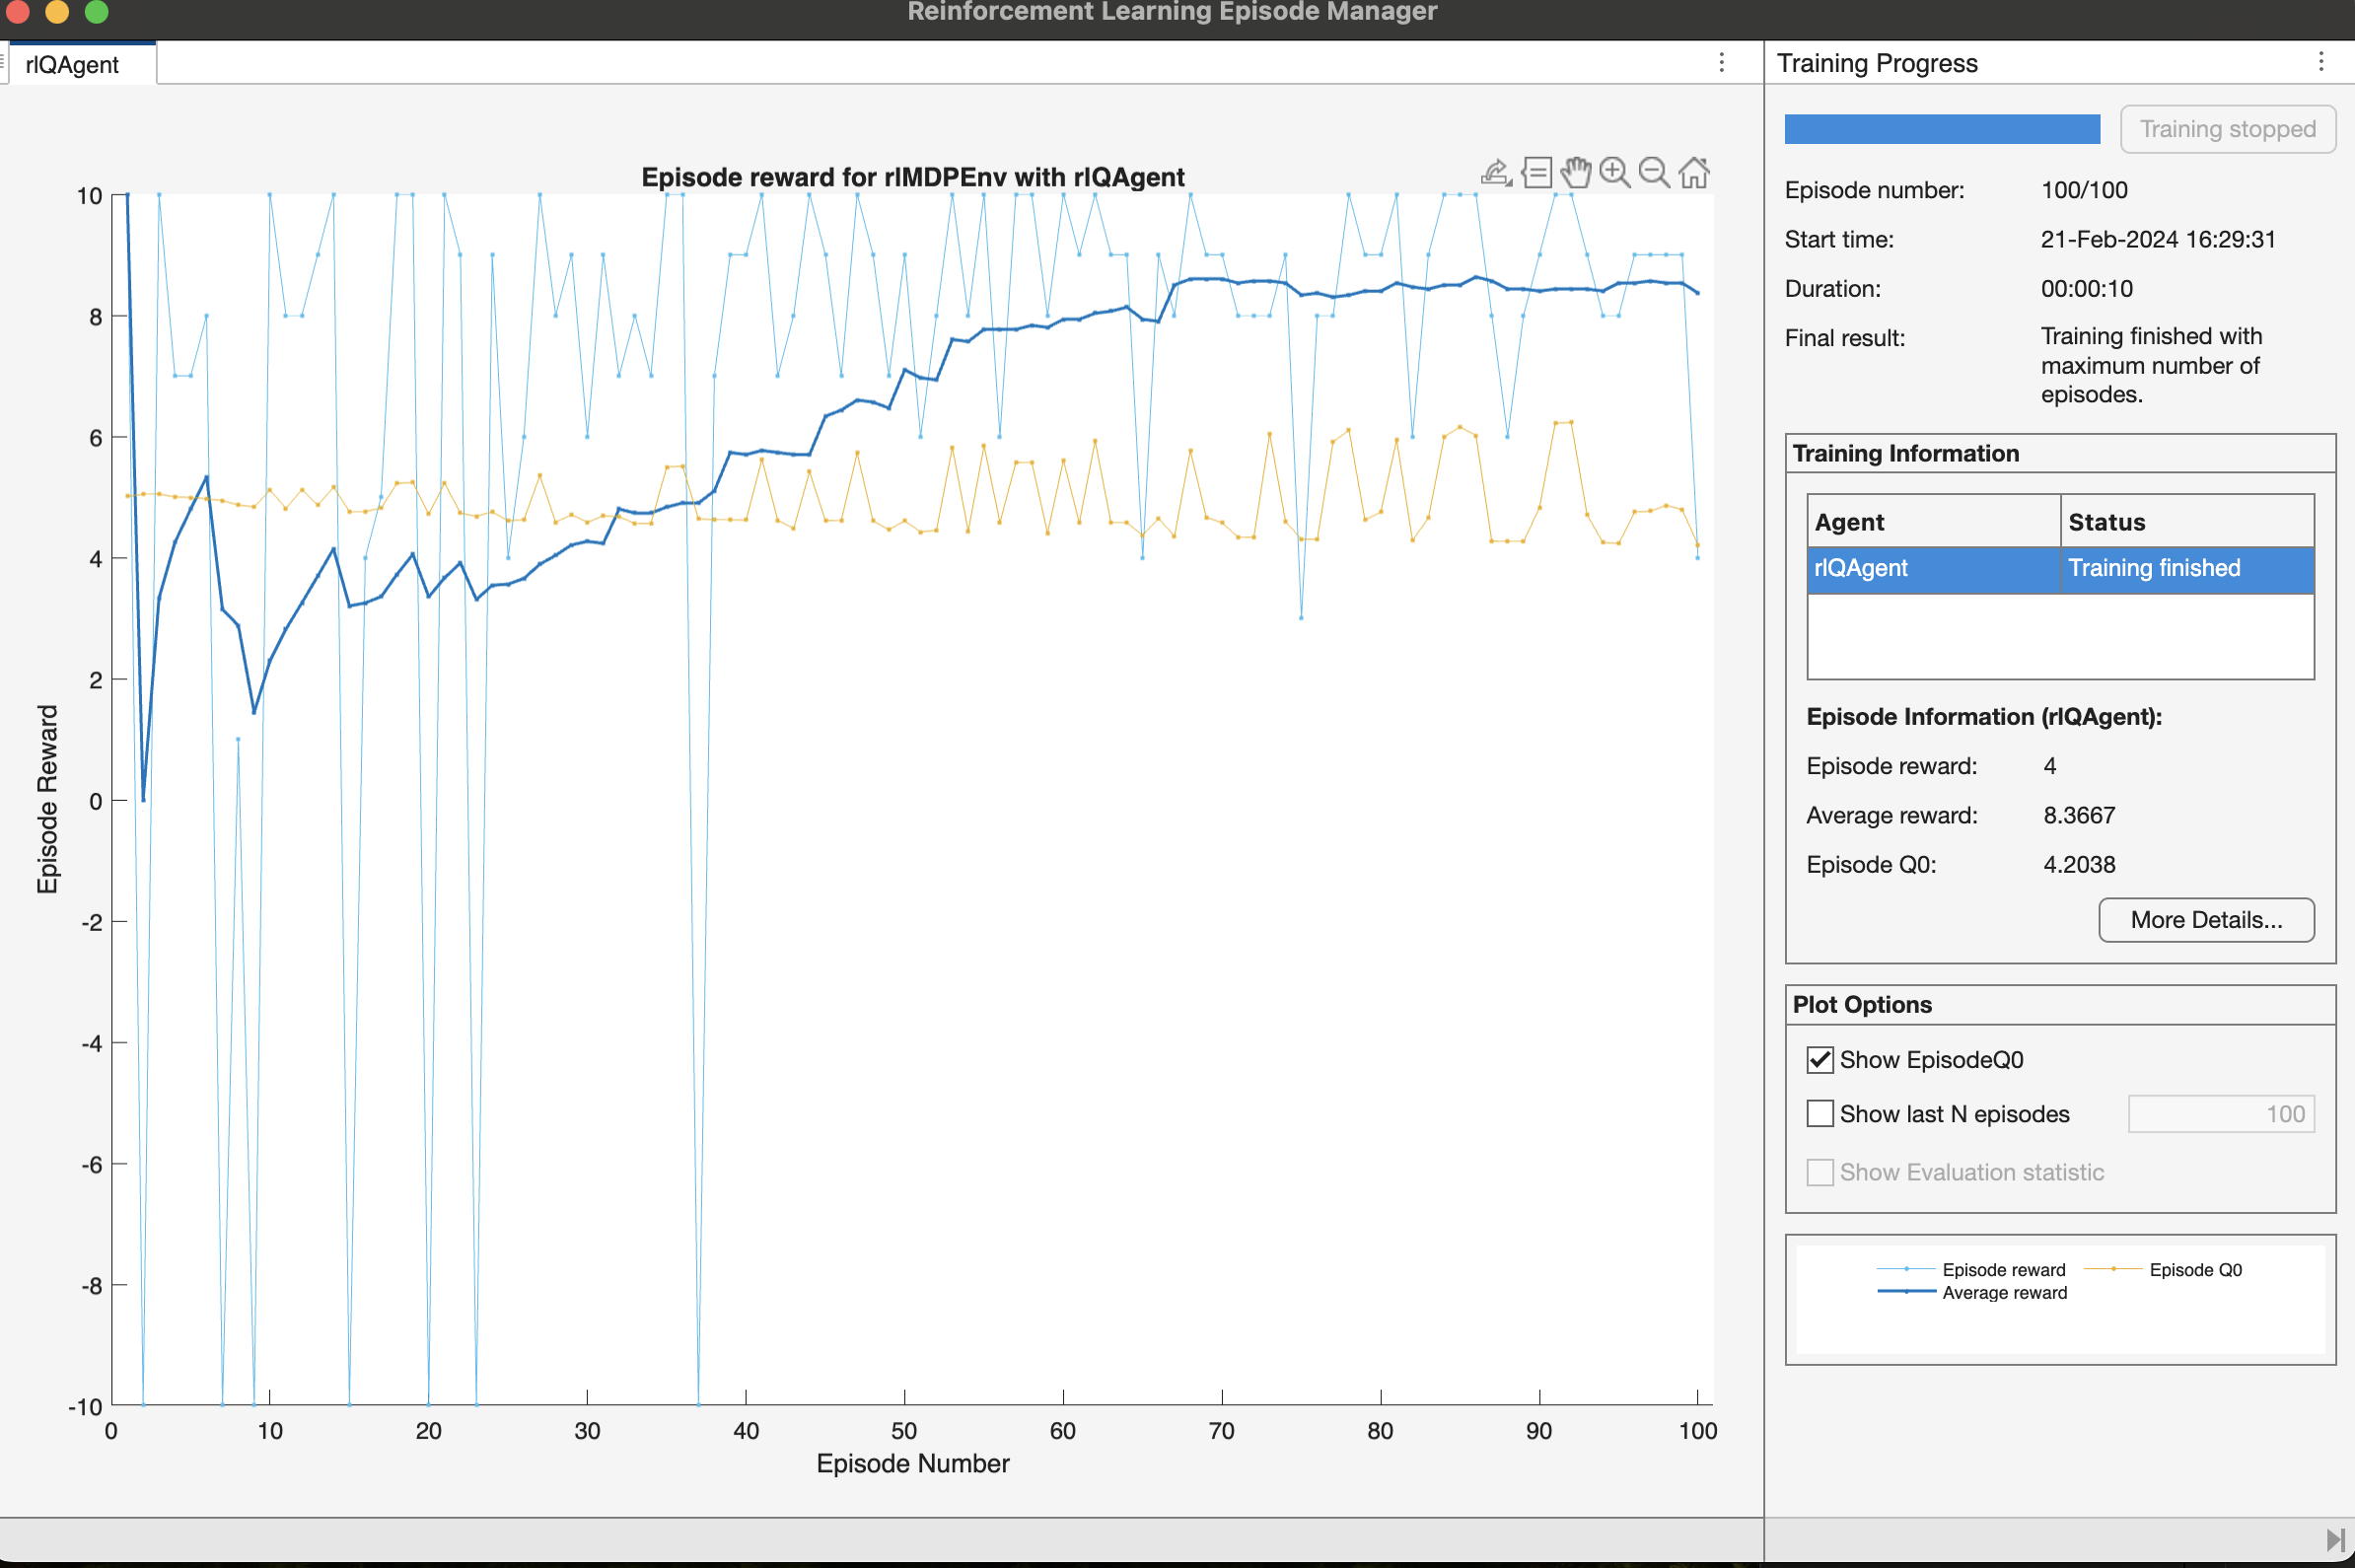 Reinforcement Learning Episode Manager
rlQAgent
Training Progress
Training stopped
Episode number: 100/100
Start time: 21-Feb-2024 16:29:31
Duration: 00:00:10
Final result: Training finished with
maximum number of
episodes.
Training Information
Agent Status
rlQAgent Training finished
Episode Information (rlQAgent):
Episode reward: 4
Average reward: 8.3667
Episode Q0: 4.2038
More Details...
Plot Options
Show EpisodeQ0
Show last N episodes 100
Show Evaluation statistic
Episode reward Episode Q0
Average reward
Episode reward for rlMDPEnv with rlQAgent
Episode Reward
10
8
6
4
2
0
-2
-4
-6
-8
-10
0 10 20 30 40 50 60 70 80 90 100
Episode Number